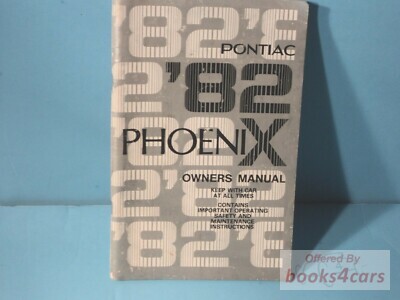 '82'8
PONTIAC
2 '82
PHOENIX
OWNERS MANUAL
KEEP WITH CAR
AT ALL TIMES
2.'82
CONTAINS
IMPORTANT OPERATING
SAFETY AND
MAINTENANCE
INSTRUCTIONS
'82'8
Offered By
books4cars